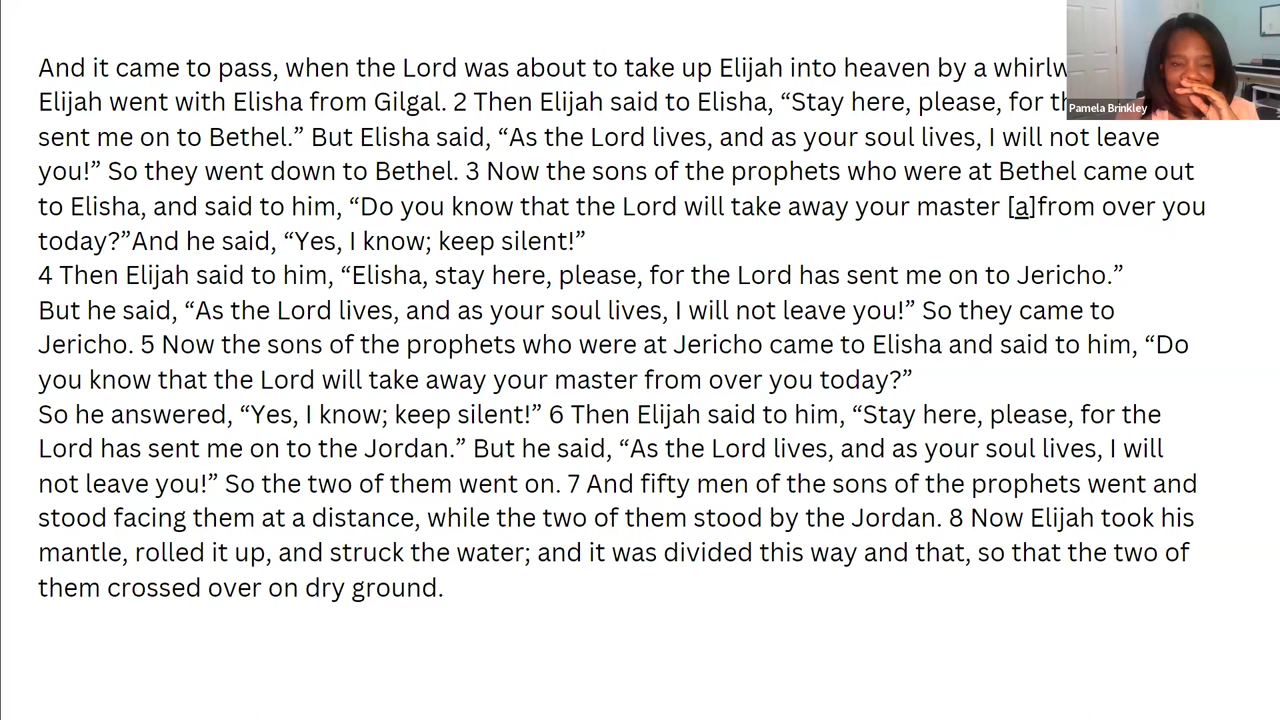 And it came to pass, when the Lord was about to take up Elijah into heaven by a
Elijah went with Elisha from Gilgal. 2 Then Elijah said to Elisha, “Stay here, please, for
sent me on to Bethel.” But Elisha said, “As the Lord lives, and as your soul lives, I will not leave
you!” So they went down to Bethel. 3 Now the sons of the prophets who were at Bethel came out
to Elisha, and said to him, “Do you know that the Lord will take away your master [a]from over you
today?”And he said, “Yes, I know; keep silent!”
4 Then Elijah said to him, “Elisha, stay here, please, for the Lord has sent me on to Jericho.”
But he said, “As the Lord lives, and as your soul lives, I will not leave you!” So they came to
Jericho. 5 Now the sons of the prophets who were at Jericho came to Elisha and said to him, “Do
you know that the Lord will take away your master from over you today?”
So he answered, “Yes, I know; keep silent!” 6 Then Elijah said to him, “Stay here, please, for the
Lord has sent me on to the Jordan.” But he said, “As the Lord lives, and as your soul lives, I will
not leave you!” So the two of them went on. 7 And fifty men of the sons of the prophets went and
stood facing them at a distance, while the two of them stood by the Jordan. 8 Now Elijah took his
mantle, rolled it up, and struck the water; and it was divided this way and that, so that the two of
them crossed over on dry ground.
Pamela Brinkley